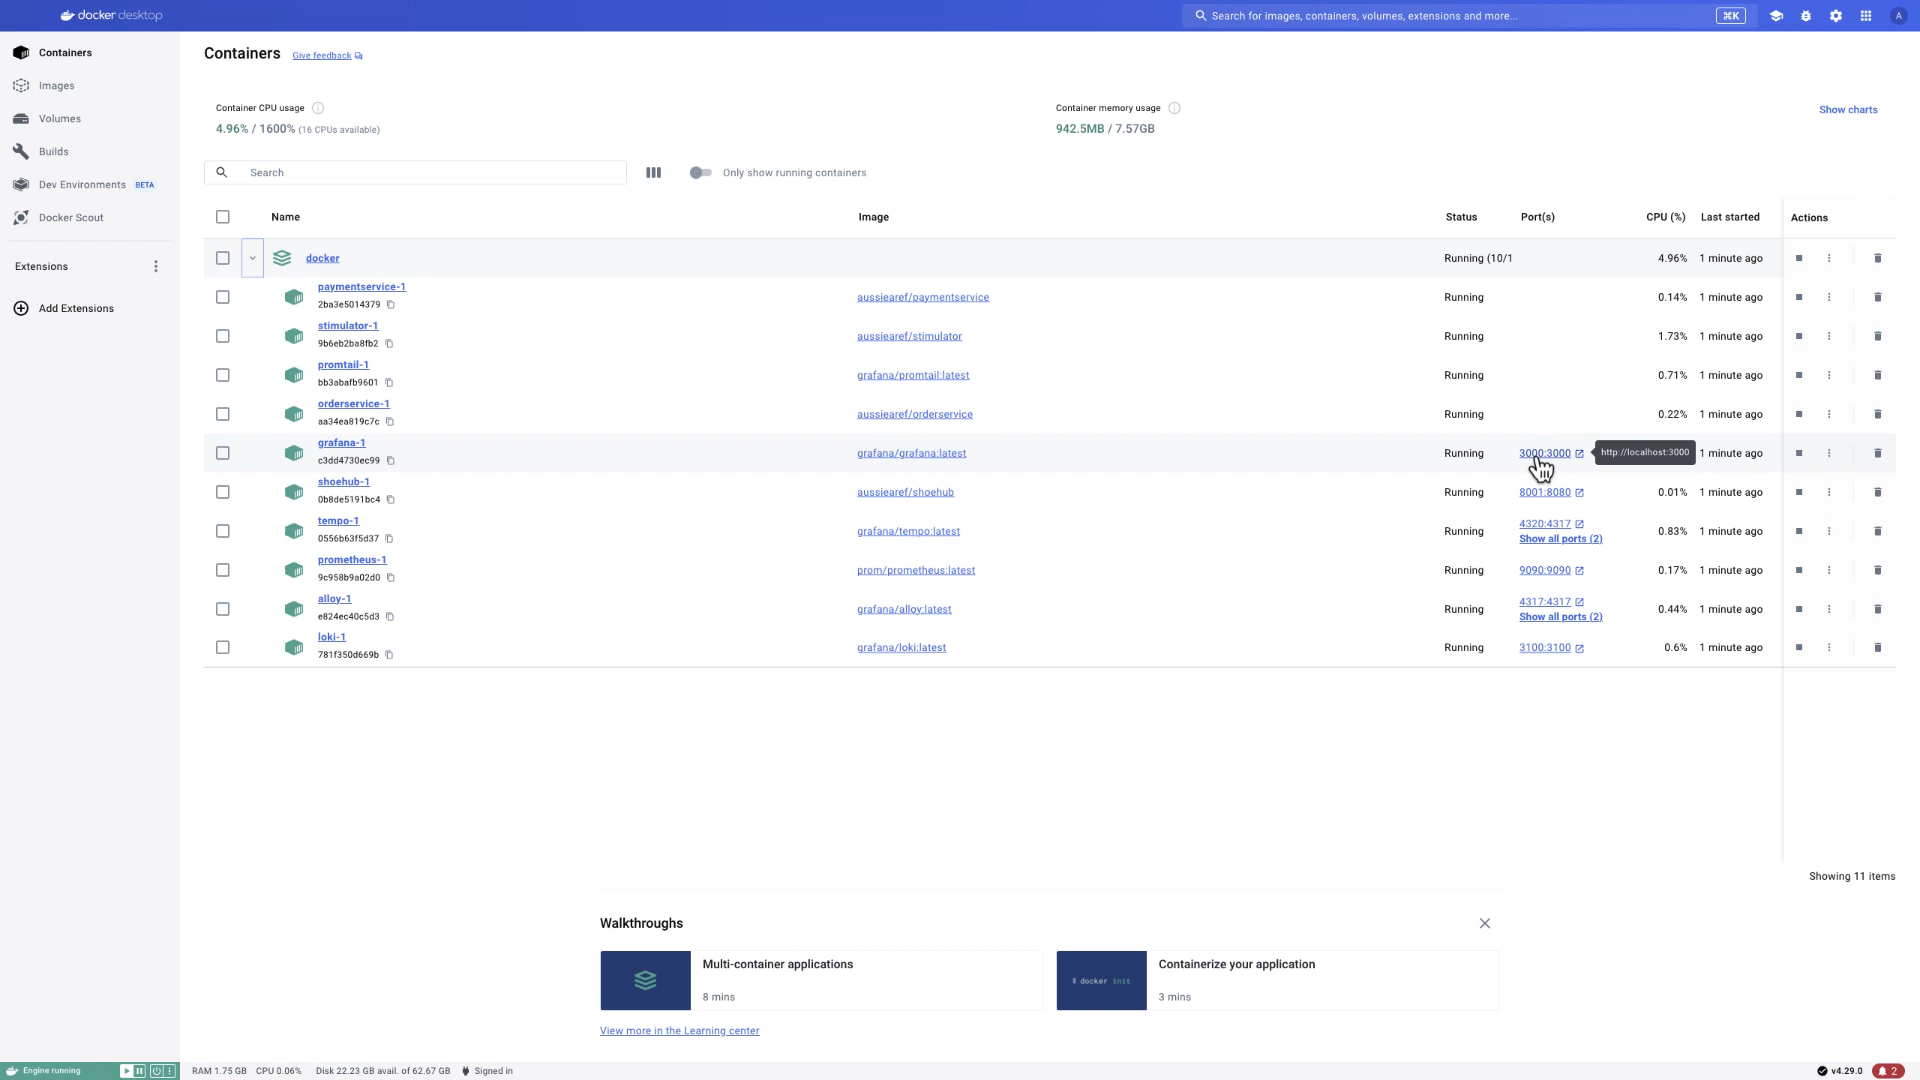 docker desktop
Search for images, containers, volumes, extensions and more...
⌘K
A
Containers
Images
Volumes
Builds
Dev Environments BETA
Docker Scout
Extensions
Add Extensions
Containers
Give feedback
Container CPU usage
4.96% / 1600% (16 CPUs available)
Container memory usage
942.5MB / 7.57GB
Show charts
Search
Only show running containers
Name Image Status Port(s) CPU (%) Last started Actions
docker Running (10/1 4.96% 1 minute ago
paymentservice-1
2ba3e5014379
aussiearef/paymentservice Running 0.14% 1 minute ago
stimulator-1
9b6eb2ba8fb2
aussiearef/stimulator Running 1.73% 1 minute ago
promtail-1
bb3abafb9601
grafana/promtail:latest Running 0.71% 1 minute ago
orderservice-1
aa34ea819c7c
aussiearef/orderservice Running 0.22% 1 minute ago
grafana-1
c3dd4730ec99
grafana/grafana:latest Running 3000:3000 http://localhost:3000 1 minute ago
shoehub-1
0b8de5191bc4
aussiearef/shoehub Running 8001:8080 0.01% 1 minute ago
tempo-1
0556b63f5d37
grafana/tempo:latest Running 4320:4317 0.83% 1 minute ago
Show all ports (2)
prometheus-1
9c958b9a02d0
prom/prometheus:latest Running 9090:9090 0.17% 1 minute ago
alloy-1
e824ec40c5d3
grafana/alloy:latest Running 4317:4317 0.44% 1 minute ago
Show all ports (2)
loki-1
781f350d669b
grafana/loki:latest Running 3100:3100 0.6% 1 minute ago
Showing 11 items
Walkthroughs
Multi-container applications
8 mins
$ docker init
Containerize your application
3 mins
View more in the Learning center
Engine running
RAM 1.75 GB CPU 0.06% Disk 22.23 GB avail. of 62.67 GB Signed in
v4.29.0
2